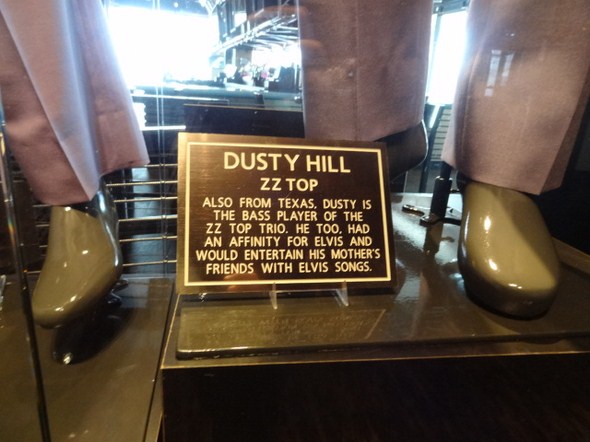 DUSTY HILL
ZZ TOP
ALSO FROM TEXAS, DUSTY IS
THE BASS PLAYER OF THE
ZZ TOP TRIO. HE TOO, HAD
AN AFFINITY FOR ELVIS AND
WOULD ENTERTAIN HIS MOTHER'S
FRIENDS WITH ELVIS SONGS.